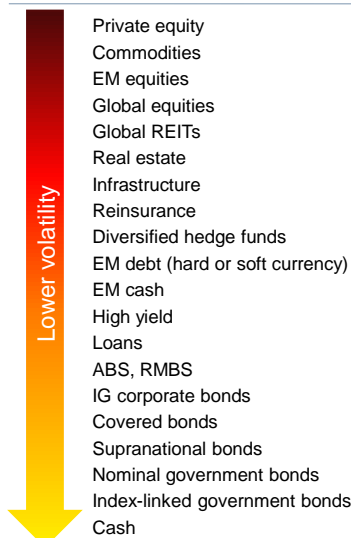 Lower volatility
Private equity
Commodities
EM equities
Global equities
Global REITs
Real estate
Infrastructure
Reinsurance
Diversified hedge funds
EM debt (hard or soft currency)
EM cash
High yield
Loans
ABS, RMBS
IG corporate bonds
Covered bonds
Supranational bonds
Nominal government bonds
Index-linked government bonds
Cash